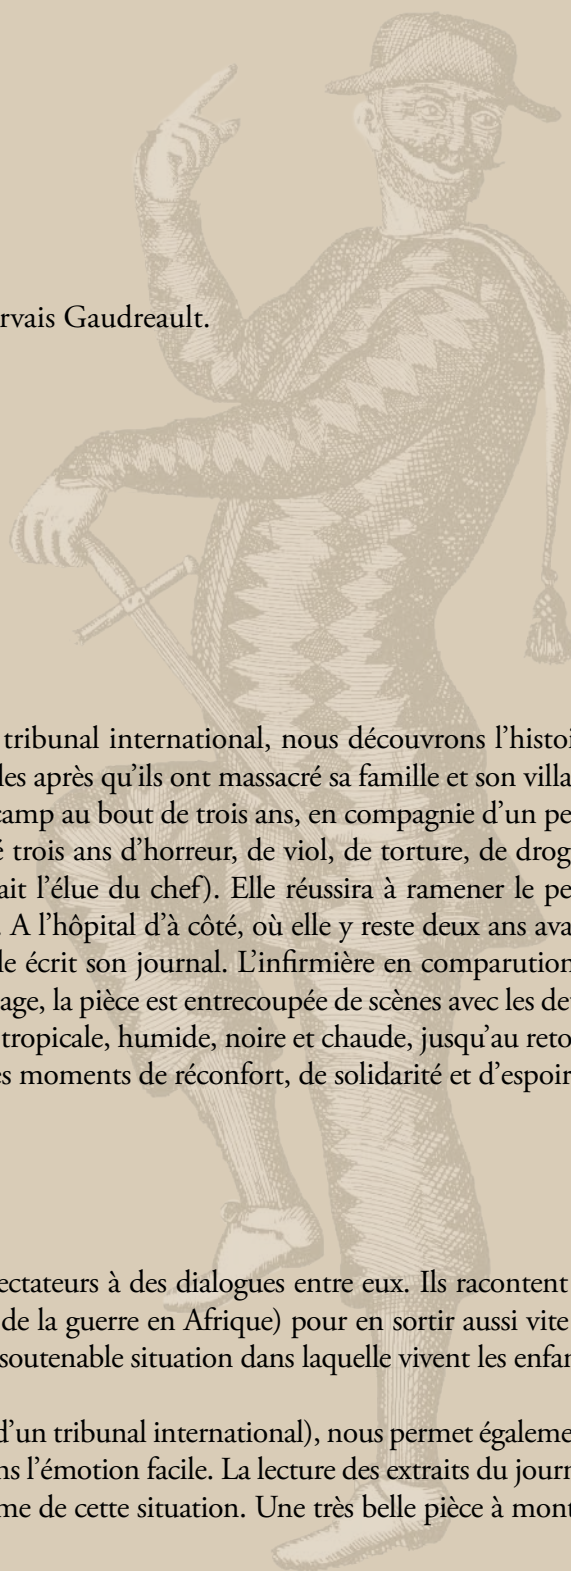 rvais Gaudreault.
tribunal international, nous découvrons l’histoi
les après qu’ils ont massacré sa famille et son villa
camp au bout de trois ans, en compagnie d’un pe
é trois ans d’horreur, de viol, de torture, de drog
ait l’élue du chef). Elle réussira à ramener le pe
. A l’hôpital d’à côté, où elle y reste deux ans ava
le écrit son journal. L’infirmière en comparution
age, la pièce est entrecoupée de scènes avec les de
tropicale, humide, noire et chaude, jusqu’au reto
es moments de réconfort, de solidarité et d’espoir
ectateurs à des dialogues entre eux. Ils racontent
de la guerre en Afrique) pour en sortir aussi vite
soutenable situation dans laquelle vivent les enfan
d’un tribunal international), nous permet égaleme
ns l’émotion facile. La lecture des extraits du journ
me de cette situation. Une très belle pièce à mont